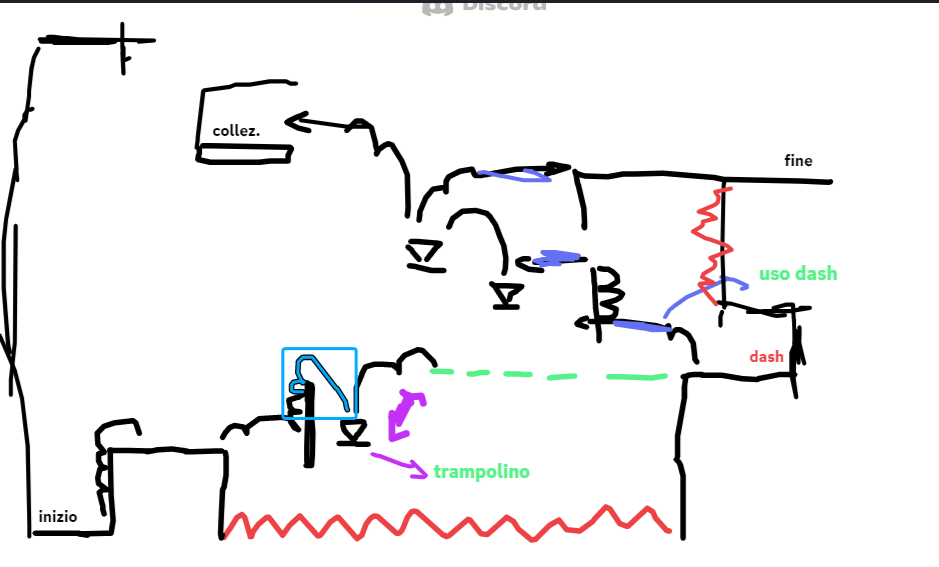 Discord
collez.
fine
uso dash
dash
trampolino
inizio